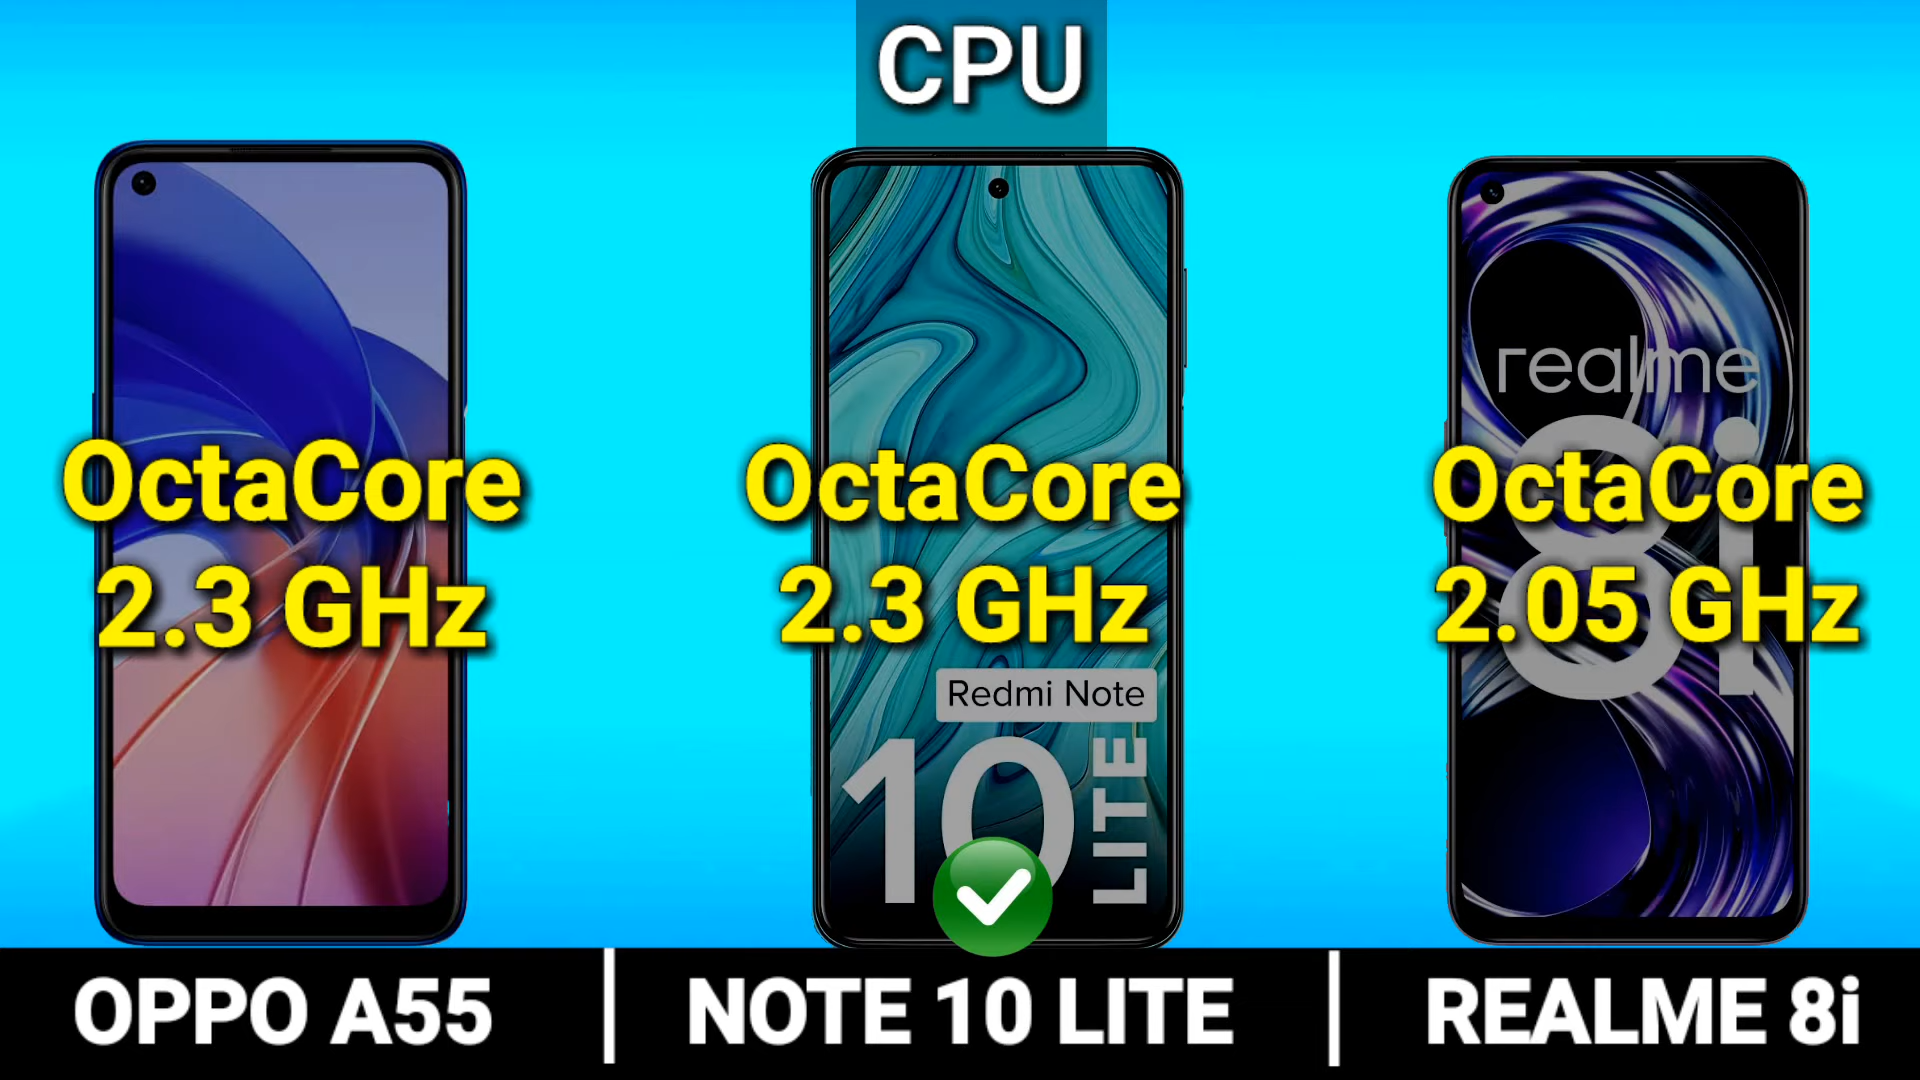 CPU
OctaCore
2.3 GHz
OctaCore
2.3 GHz
Redmi Note
10 LITE
realme
8i
OctaCore
2.05 GHz
OPPO A55 | NOTE 10 LITE | REALME 8i